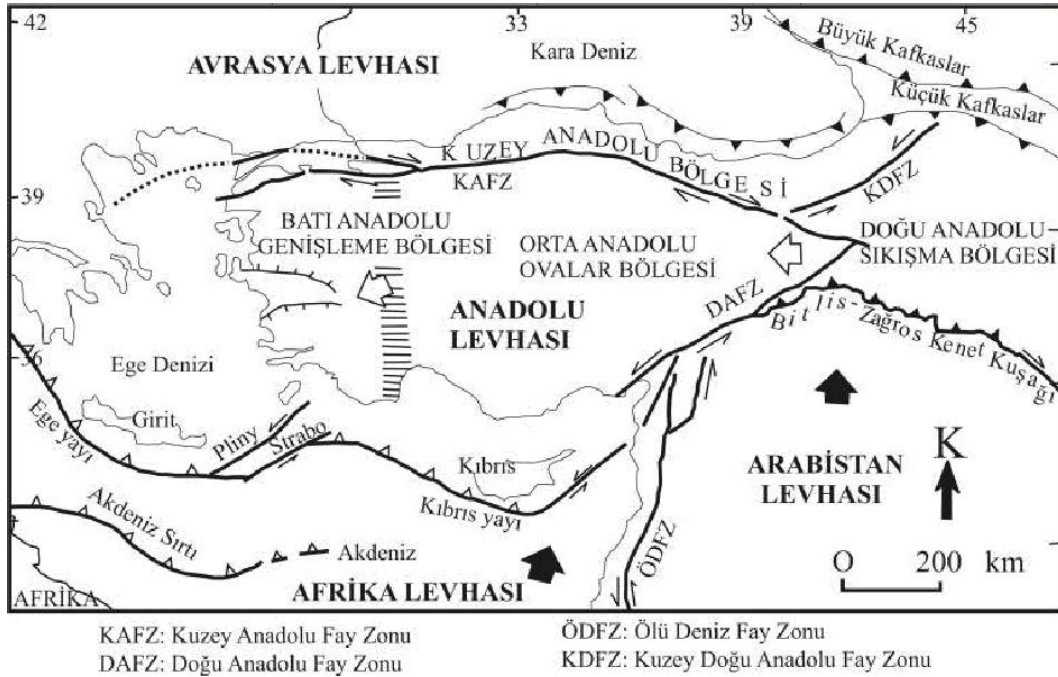 42 33 39 45
Büyük Kafkaslar
Kara Deniz
AVRASYA LEVHASI
Küçük Kafkaslar
KUZEY ANADOLU BÖLGESİ
KAFZ
KDFZ
39
BATI ANADOLU
GENİŞLEME BÖLGESİ
ORTA ANADOLU
OVALAR BÖLGESİ
DOĞU ANADOLU
SIKIŞMA BÖLGESİ
DAFZ
Bitlis-Zağros Kenet Kuşağı
ANADOLU
LEVHASI
36
Ege Denizi
Girit
Ege yayı
Pliny
Strabo
Kıbrıs
Kıbrıs yayı
ARABİSTAN
LEVHASI
K
Akdeniz Sırtı
Akdeniz
ÖDFZ
O 200 km
AFRİKA
AFRİKA LEVHASI
KAFZ: Kuzey Anadolu Fay Zonu
DAFZ: Doğu Anadolu Fay Zonu
ÖDFZ: Ölü Deniz Fay Zonu
KDFZ: Kuzey Doğu Anadolu Fay Zonu